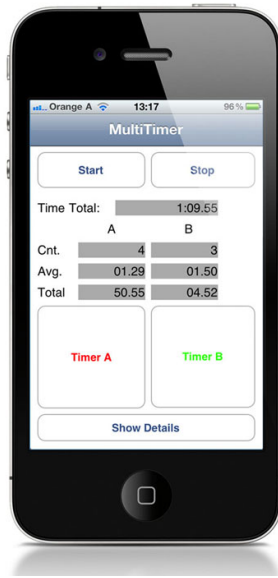 Orange A 13:17 96%
MultiTimer
Start Stop
Time Total: 1:09.55
A B
Cnt. 4 3
Avg. 01.29 01.50
Total 50.55 04.52
Timer A Timer B
Show Details